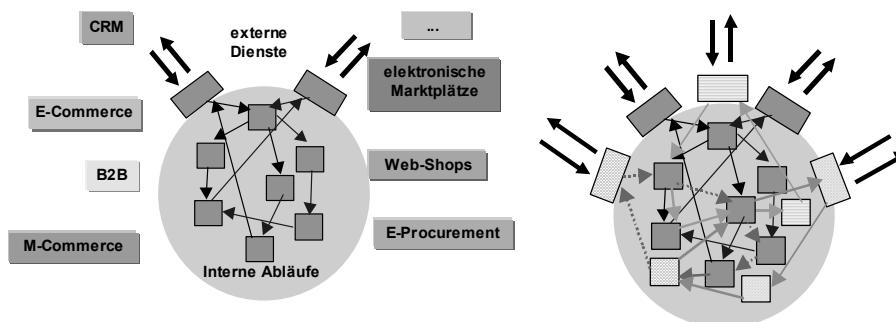 CRM
externe
Dienste
...
elektronische
Marktplätze
E-Commerce
B2B
Web-Shops
M-Commerce
E-Procurement
Interne Abläufe